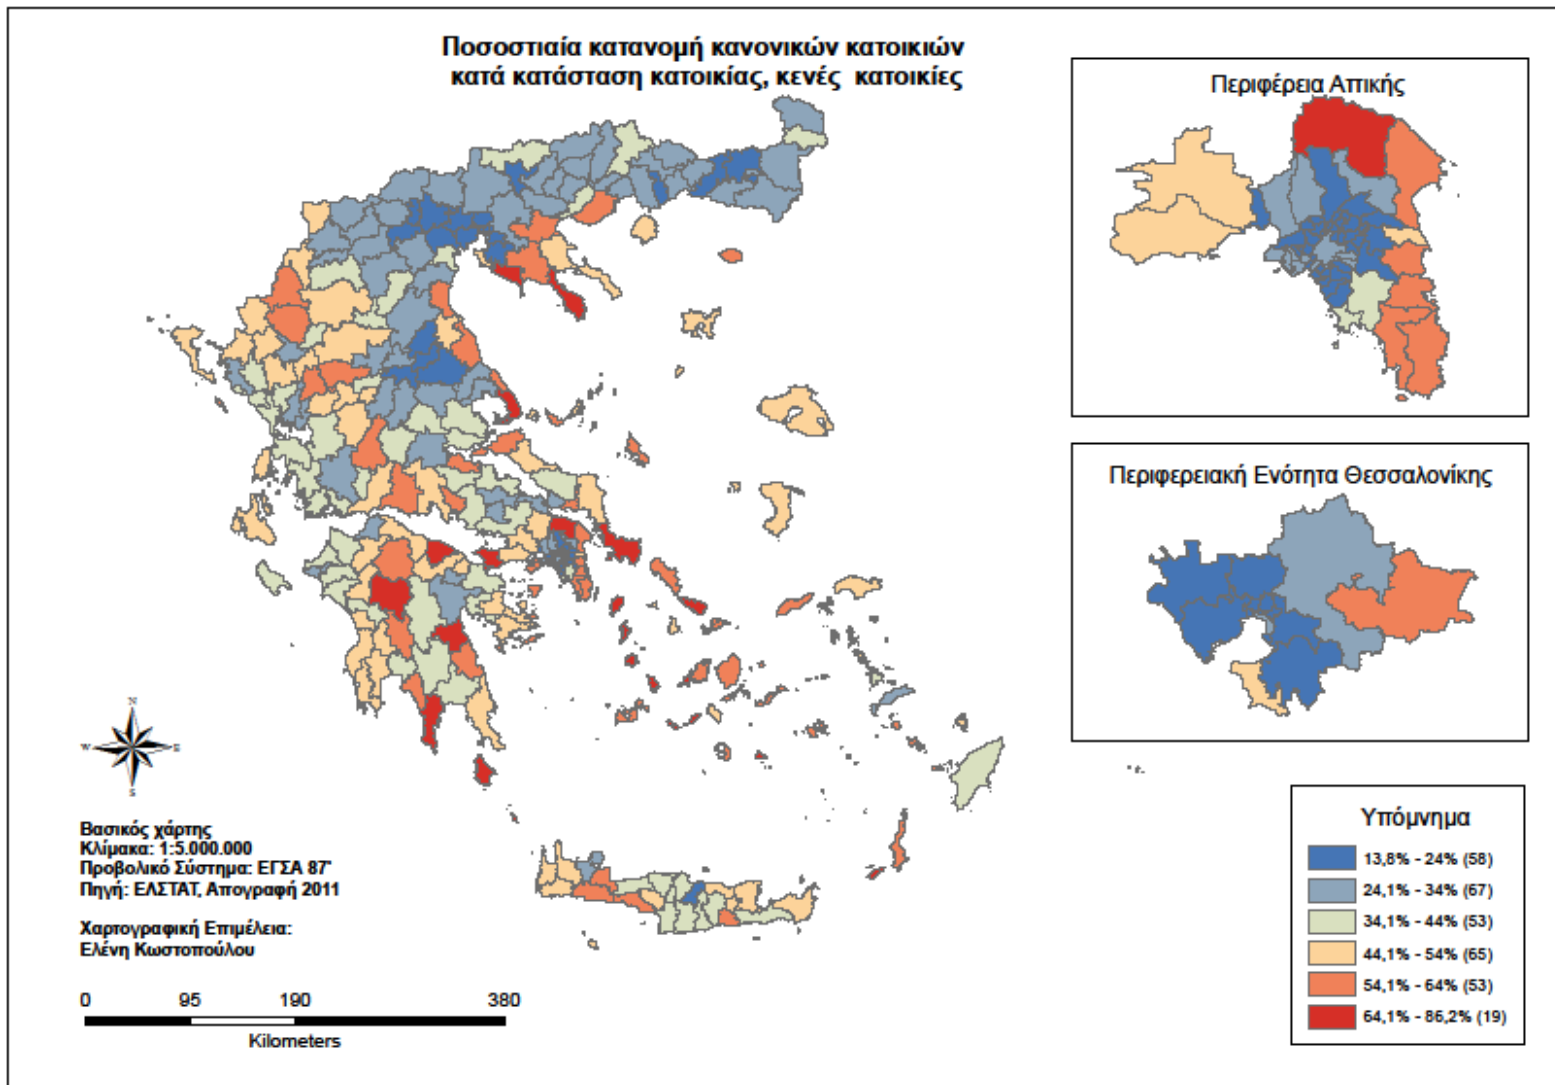 Ποσοστιαία κατανομή κανονικών κατοικιών
κατά κατάσταση κατοικίας, κενές κατοικίες
Περιφέρεια Αττικής
Περιφερειακή Ενότητα Θεσσαλονίκης
N
W
E
S
Βασικός χάρτης
Κλίμακα: 1:5.000.000
Προβολικό Σύστημα: ΕΓΣΑ 87'
Πηγή: ΕΛΣΤΑΤ, Απογραφή 2011
Χαρτογραφική Επιμέλεια:
Ελένη Κωστοπούλου
0 95 190 380
Kilometers
Υπόμνημα
13,8% - 24% (58)
24,1% - 34% (67)
34,1% - 44% (53)
44,1% - 54% (65)
54,1% - 64% (53)
64,1% - 86,2% (19)